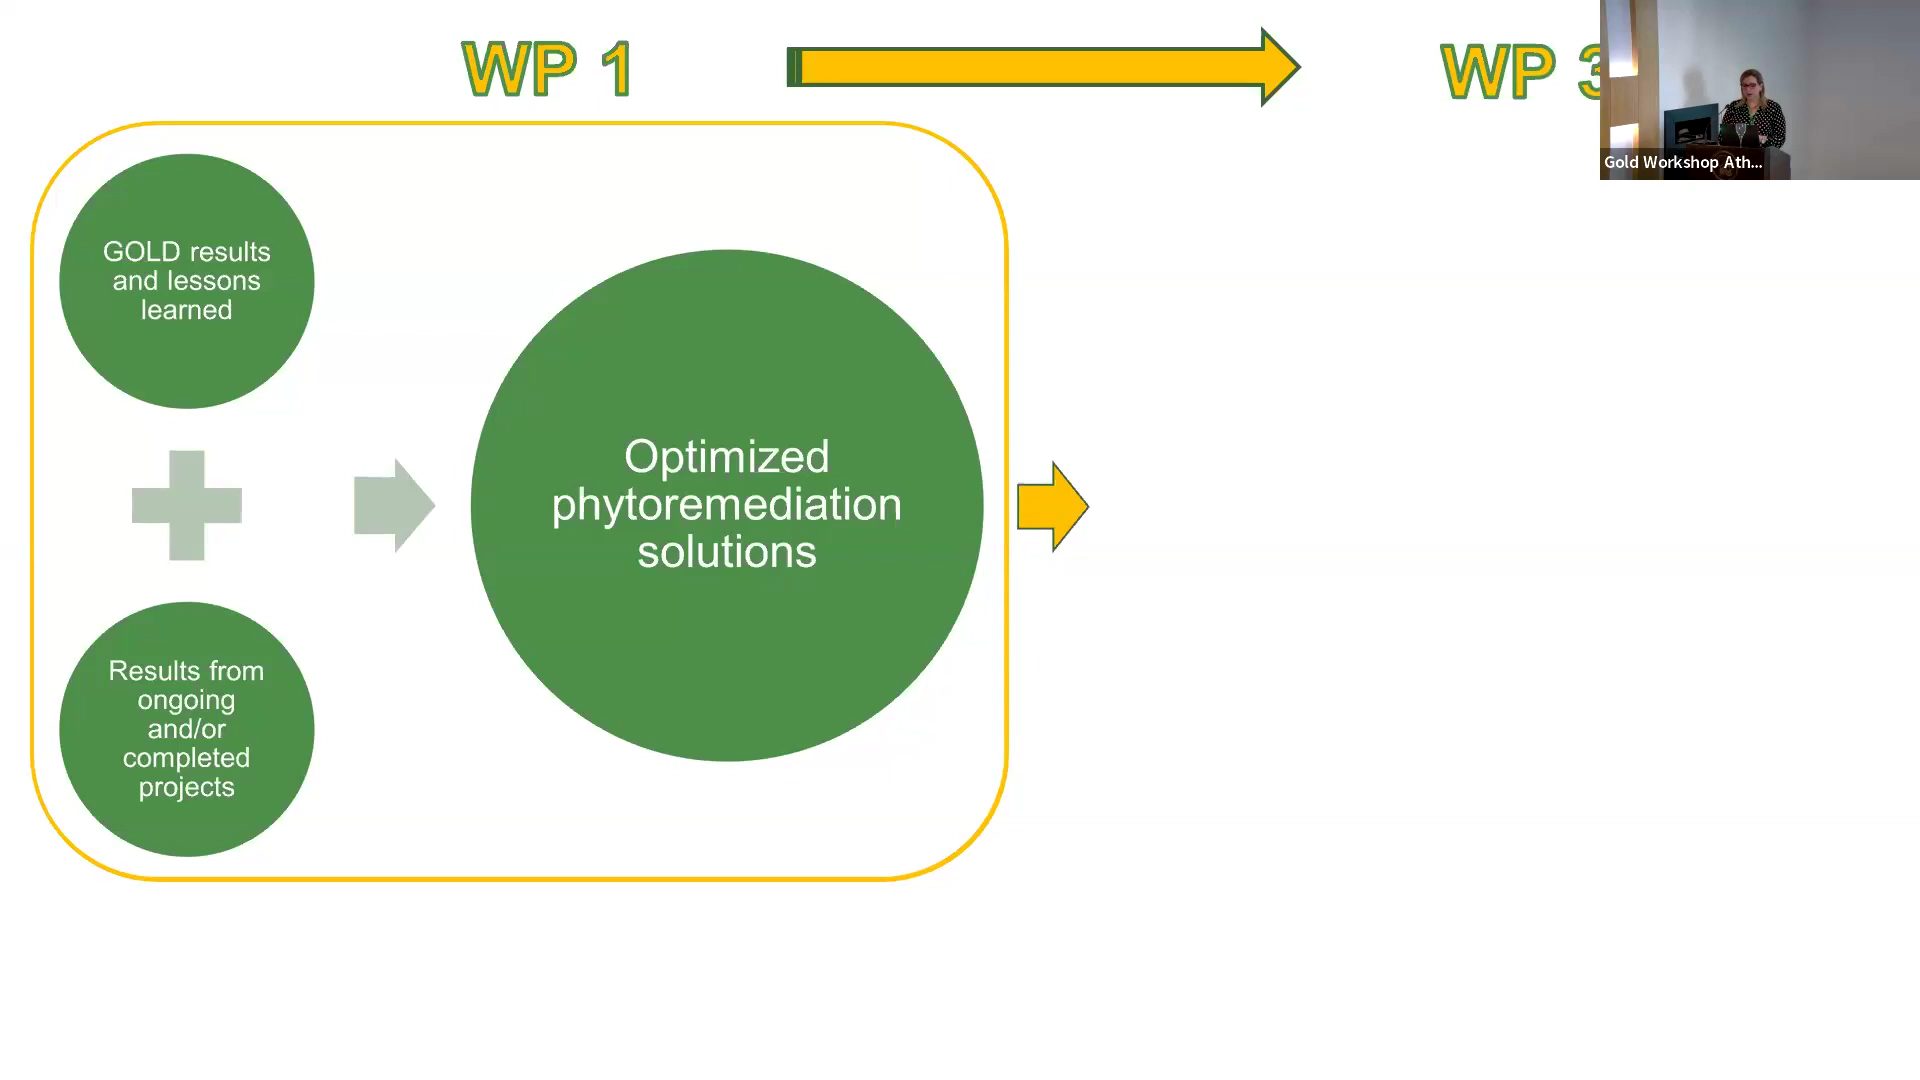 WP 1
WP 3
Gold Workshop Ath...
GOLD results
and lessons
learned
Optimized
phytoremediation
solutions
Results from
ongoing
and/or
completed
projects